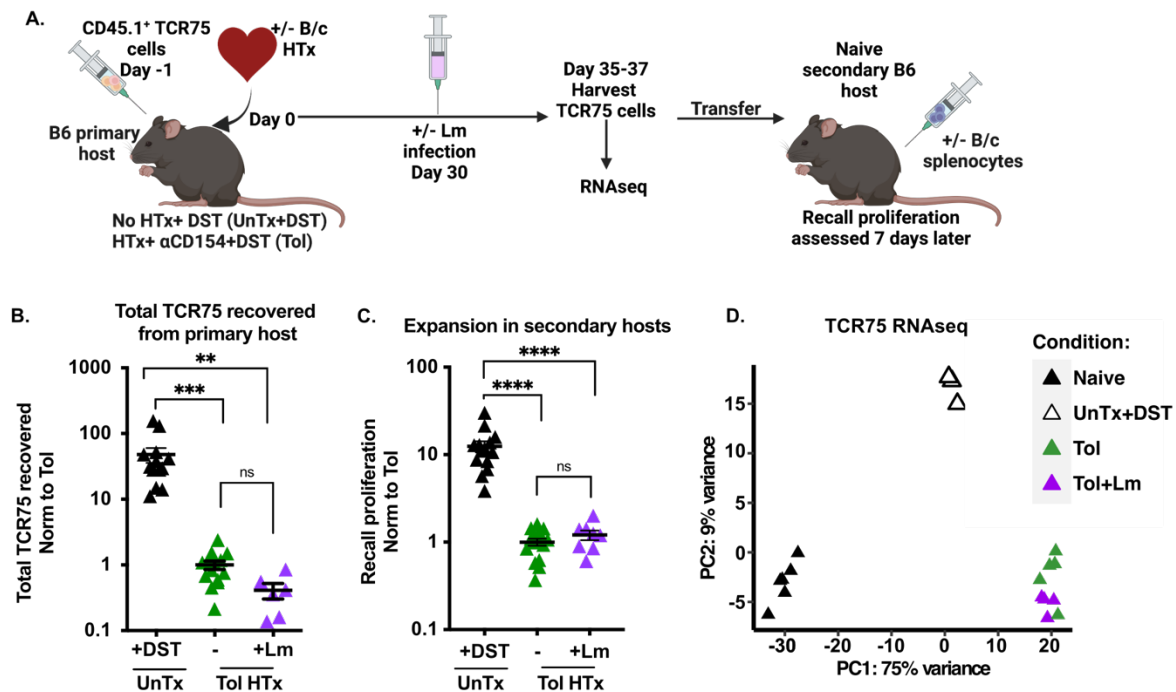 A.
CD45.1⁺ TCR75
cells
Day -1
+/- B/c
HTx
B6 primary
host
Day 0
No HTx+ DST (UnTx+DST)
HTx+ αCD154+DST (Tol)
+/- Lm
infection
Day 30
Day 35-37
Harvest
TCR75 cells
RNAseq
Transfer
Naive
secondary B6
host
+/- B/c
splenocytes
Recall proliferation
assessed 7 days later
B.
Total TCR75 recovered
from primary host
Total TCR75 recovered
Norm to Tol
1000
100
10
1
0.1
**
***
ns
+DST
-
+Lm
UnTx
Tol HTx
C.
Expansion in secondary hosts
Recall proliferation
Norm to Tol
100
10
1
0.1
****
****
ns
+DST
-
+Lm
UnTx
Tol HTx
D.
TCR75 RNAseq
PC2: 9% variance
15
10
5
0
-5
-30
-20
-10
0
10
20
PC1: 75% variance
Condition:
Naive
UnTx+DST
Tol
Tol+Lm